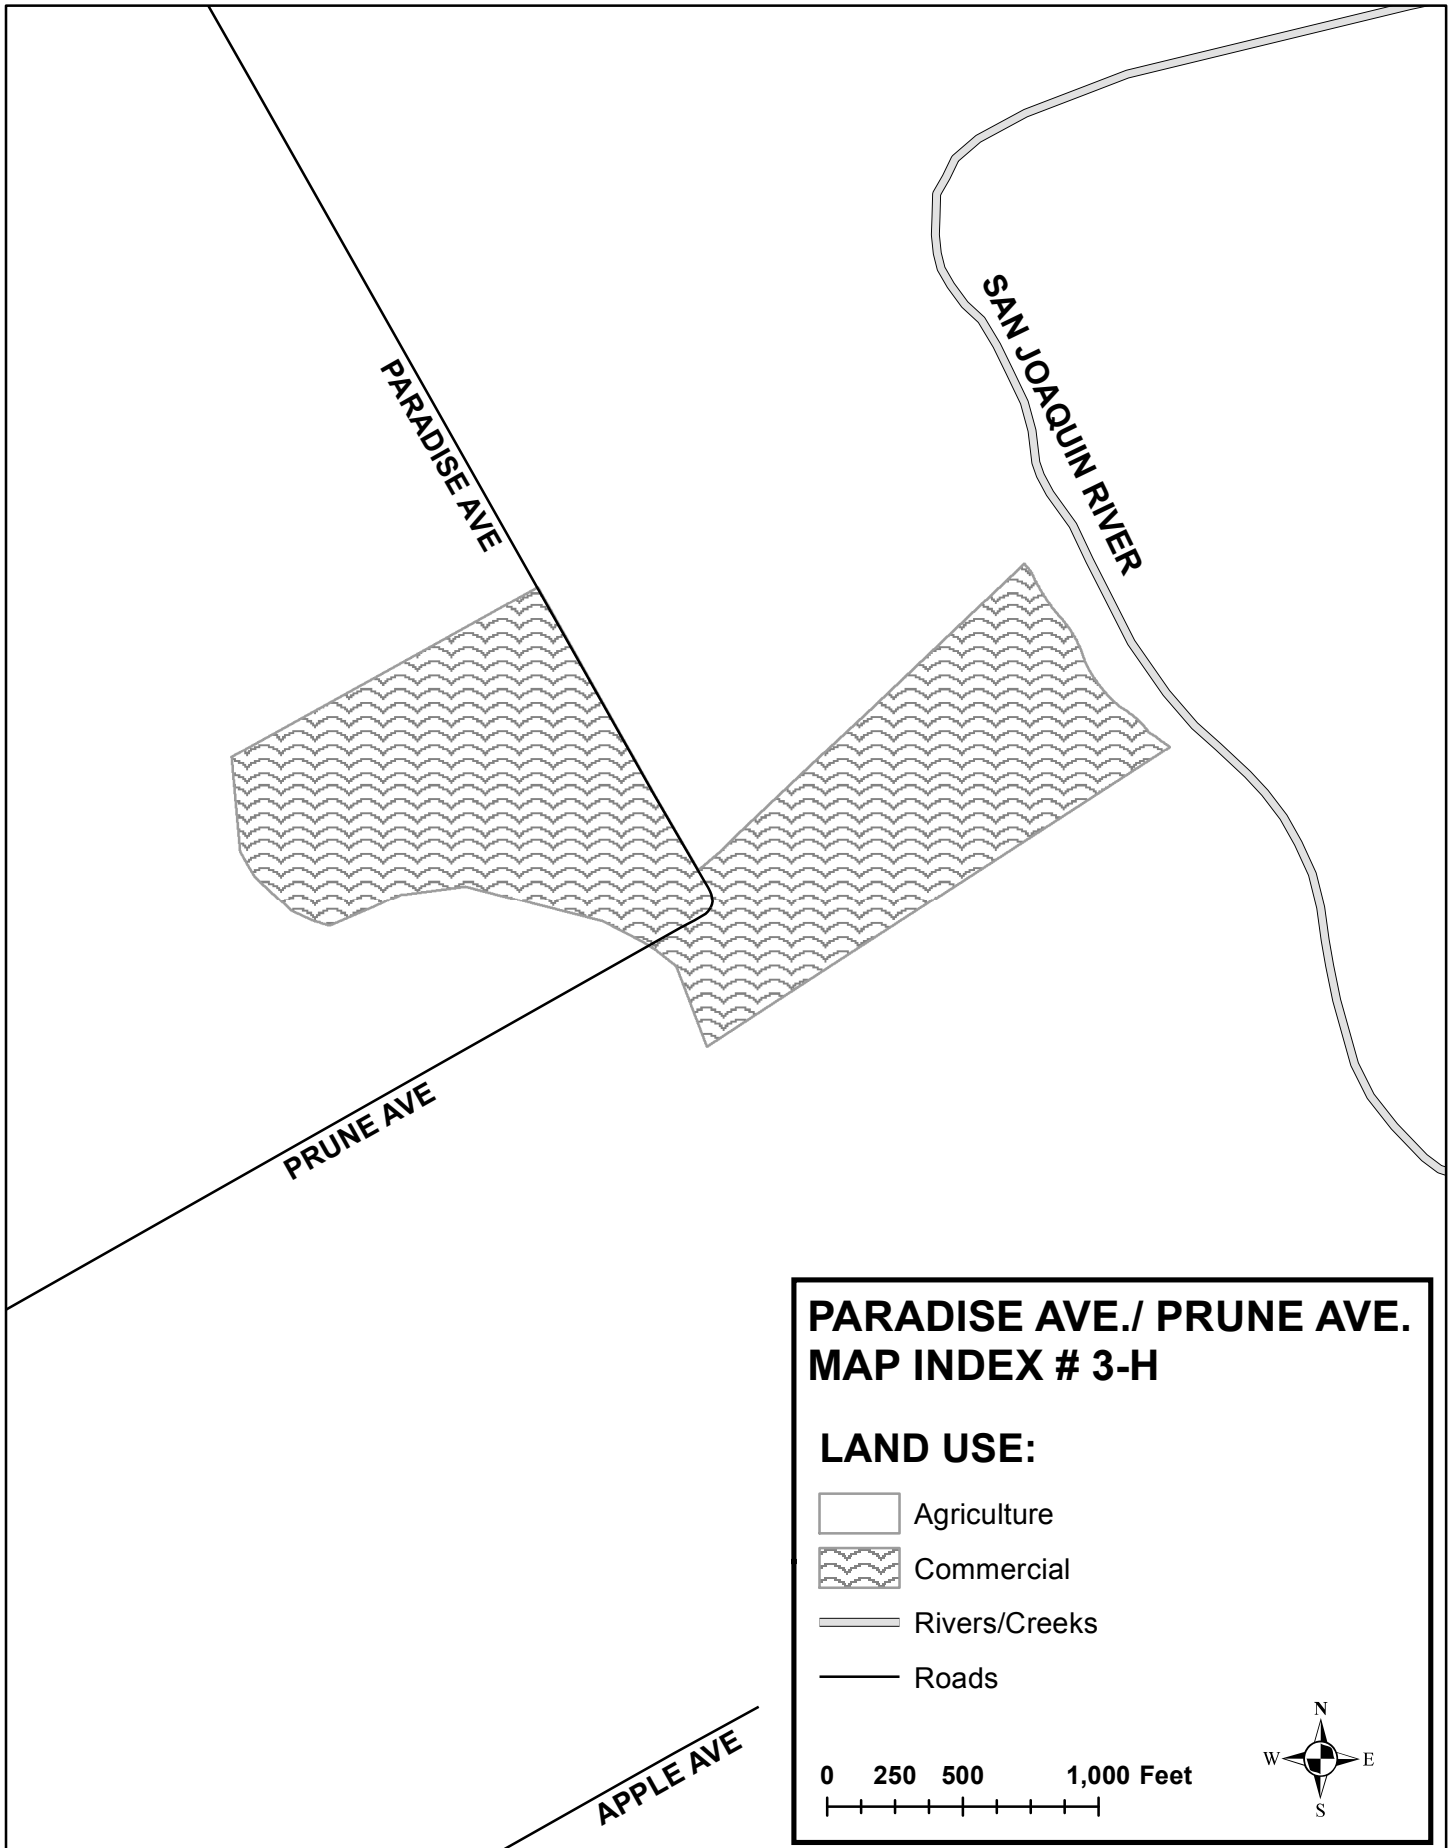 SAN JOAQUIN RIVER
PARADISE AVE
PRUNE AVE
PARADISE AVE./ PRUNE AVE.
MAP INDEX # 3-H
LAND USE:
Agriculture
Commercial
Rivers/Creeks
Roads
N
W E
S
0 250 500 1,000 Feet
APPLE AVE